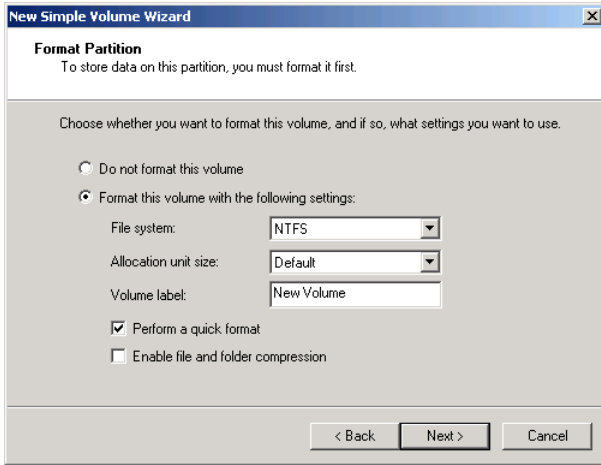 New Simple Volume Wizard
Format Partition
To store data on this partition, you must format it first.
Choose whether you want to format this volume, and if so, what settings you want to use.
Do not format this volume
Format this volume with the following settings:
File system: NTFS
Allocation unit size: Default
Volume label: New Volume
Perform a quick format
Enable file and folder compression
< Back Next > Cancel